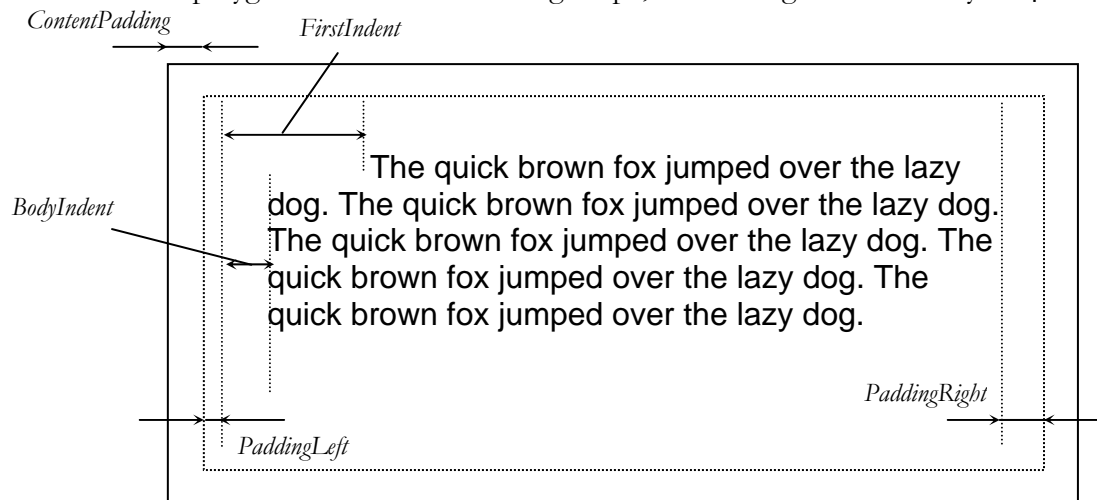 ContentPadding
FirstIndent
The quick brown fox jumped over the lazy
dog. The quick brown fox jumped over the lazy dog.
BodyIndent
The quick brown fox jumped over the lazy dog. The
quick brown fox jumped over the lazy dog. The
quick brown fox jumped over the lazy dog.
PaddingRight
PaddingLeft